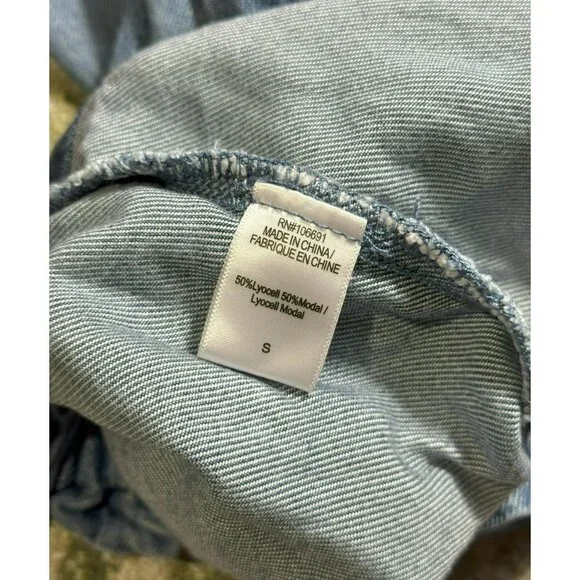 RN#106691
MADE IN CHINA/
FABRIQUE EN CHINE
50%Lyocell 50%Modal /
Lyocell Modal
S